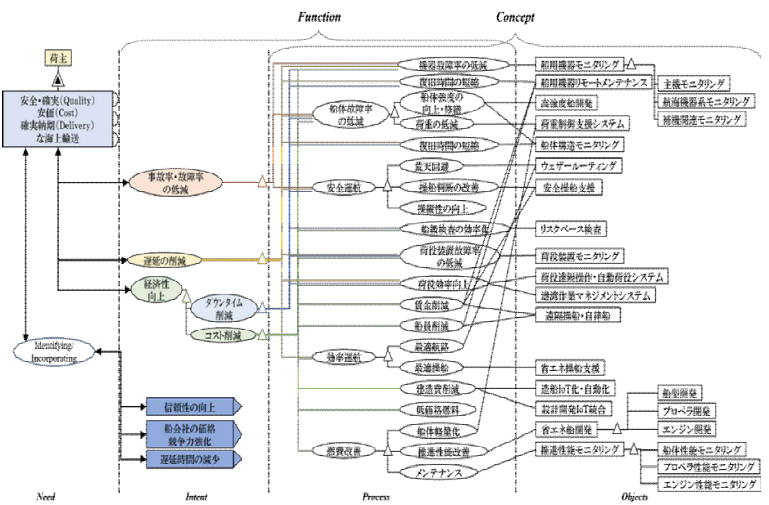 Function
Concept
荷主
安全・確実(Quality)
安価(Cost)
確実納期(Delivery)
な海上輸送
事故率・故障率
の低減
遅延の削減
経済性
向上
ダウンタイム
削減
コスト削減
Identifying/
Incorporating
信頼性の向上
船会社の価格
競争力強化
遅延時間の減少
機器故障率の低減
復旧時間の短縮
船体故障率
の低減
船体強度の
向上・修繕
荷重の低減
復旧時間の短縮
安全運航
荒天回避
操船判断の改善
操縦性の向上
船級検査の効率化
荷役装置故障率
の低減
荷役効率向上
賃金削減
船員削減
効率運航
最適航路
最適操船
建造費削減
低価格燃料
燃費改善
船体軽量化
推進性能改善
メンテナンス
舶用機器モニタリング
舶用機器リモートメンテナンス
高強度船開発
荷重制御支援システム
船体構造モニタリング
ウェザールーティング
安全操船支援
リスクベース検査
荷役装置モニタリング
荷役遠隔操作・自動荷役システム
港湾作業マネジメントシステム
遠隔操船・自律船
省エネ操船支援
造船IoT化・自動化
設計開発IoT統合
省エネ船開発
推進性能モニタリング
主機モニタリング
航海機器系モニタリング
補機関連モニタリング
船型開発
プロペラ開発
エンジン開発
船体性能モニタリング
プロペラ性能モニタリング
エンジン性能モニタリング
Need
Intent
Process
Objects